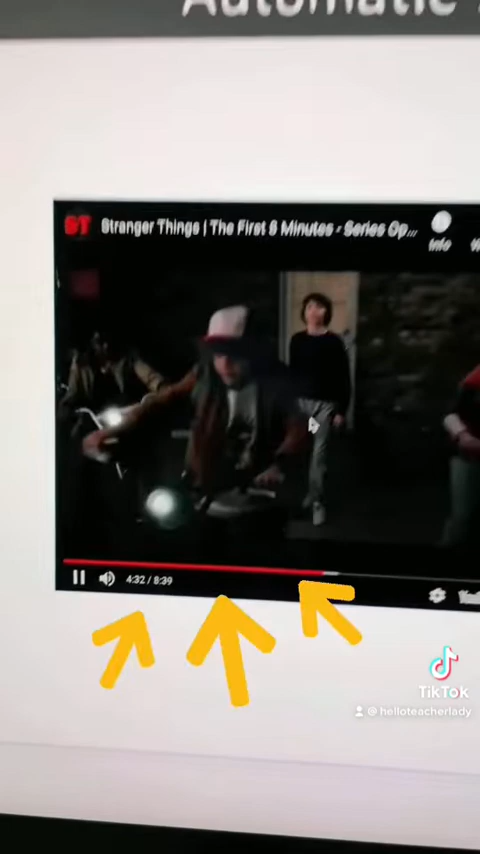 Automatic
ST Stranger Things | The First 8 Minutes - Series Op...
Info
4:32 / 8:39
TikTok
@helloteacherlady